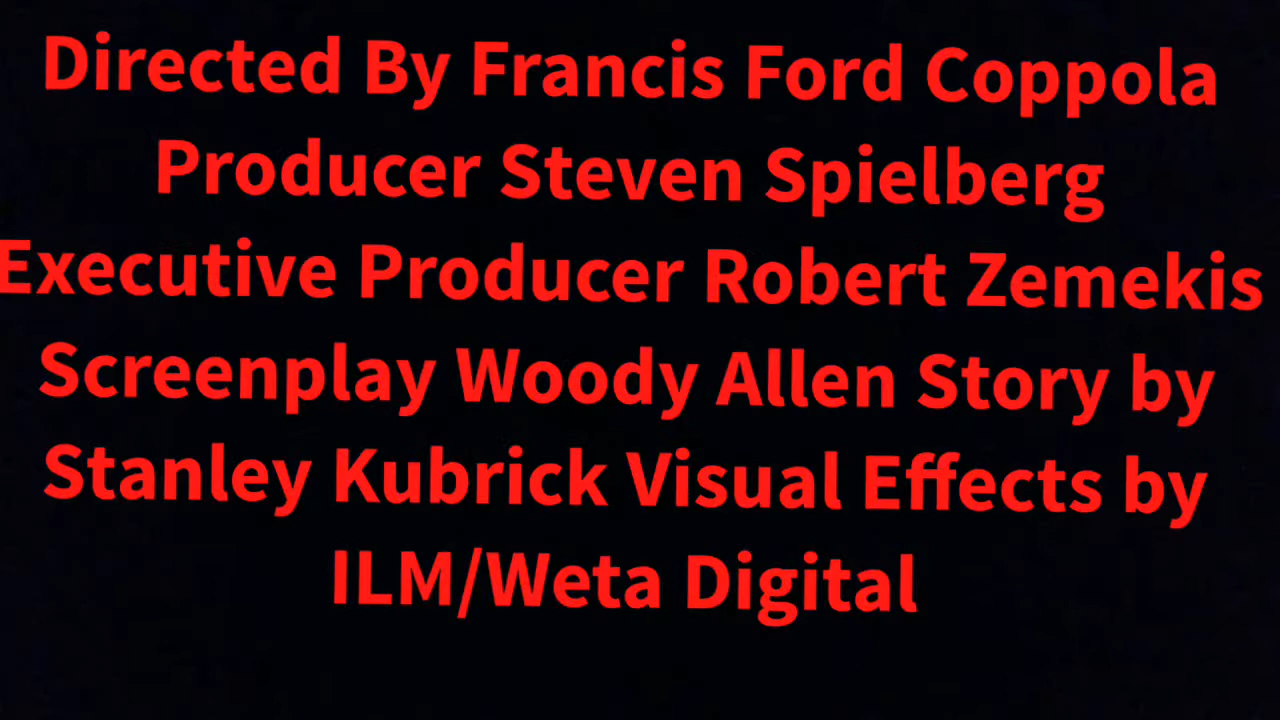 Directed By Francis Ford Coppola
Producer Steven Spielberg
Executive Producer Robert Zemekis
Screenplay Woody Allen Story by
Stanley Kubrick Visual Effects by
ILM/Weta Digital